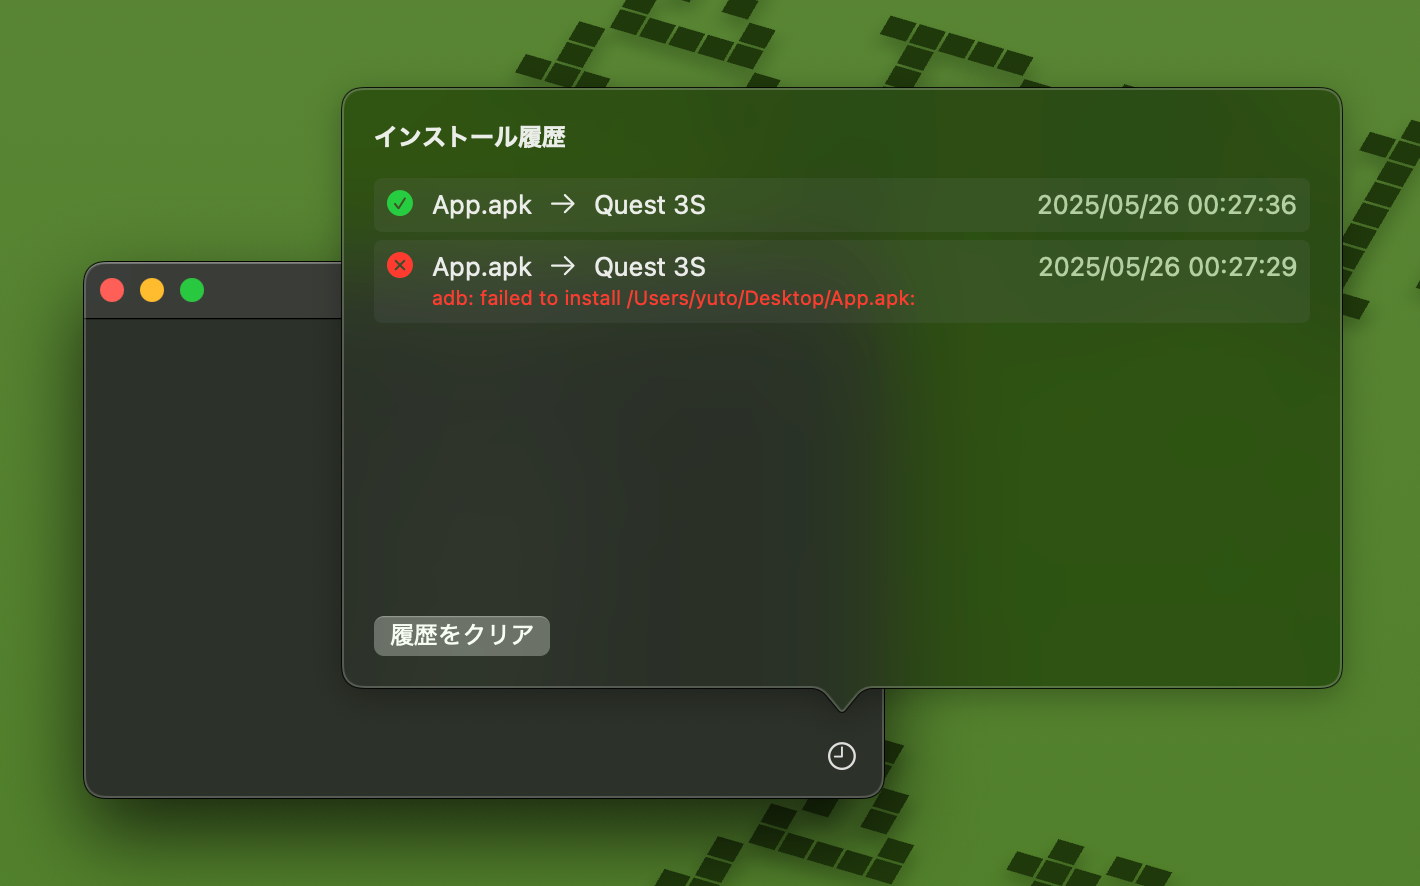 インストール履歴
App.apk → Quest 3S 2025/05/26 00:27:36
App.apk → Quest 3S 2025/05/26 00:27:29
adb: failed to install /Users/yuto/Desktop/App.apk:
履歴をクリア